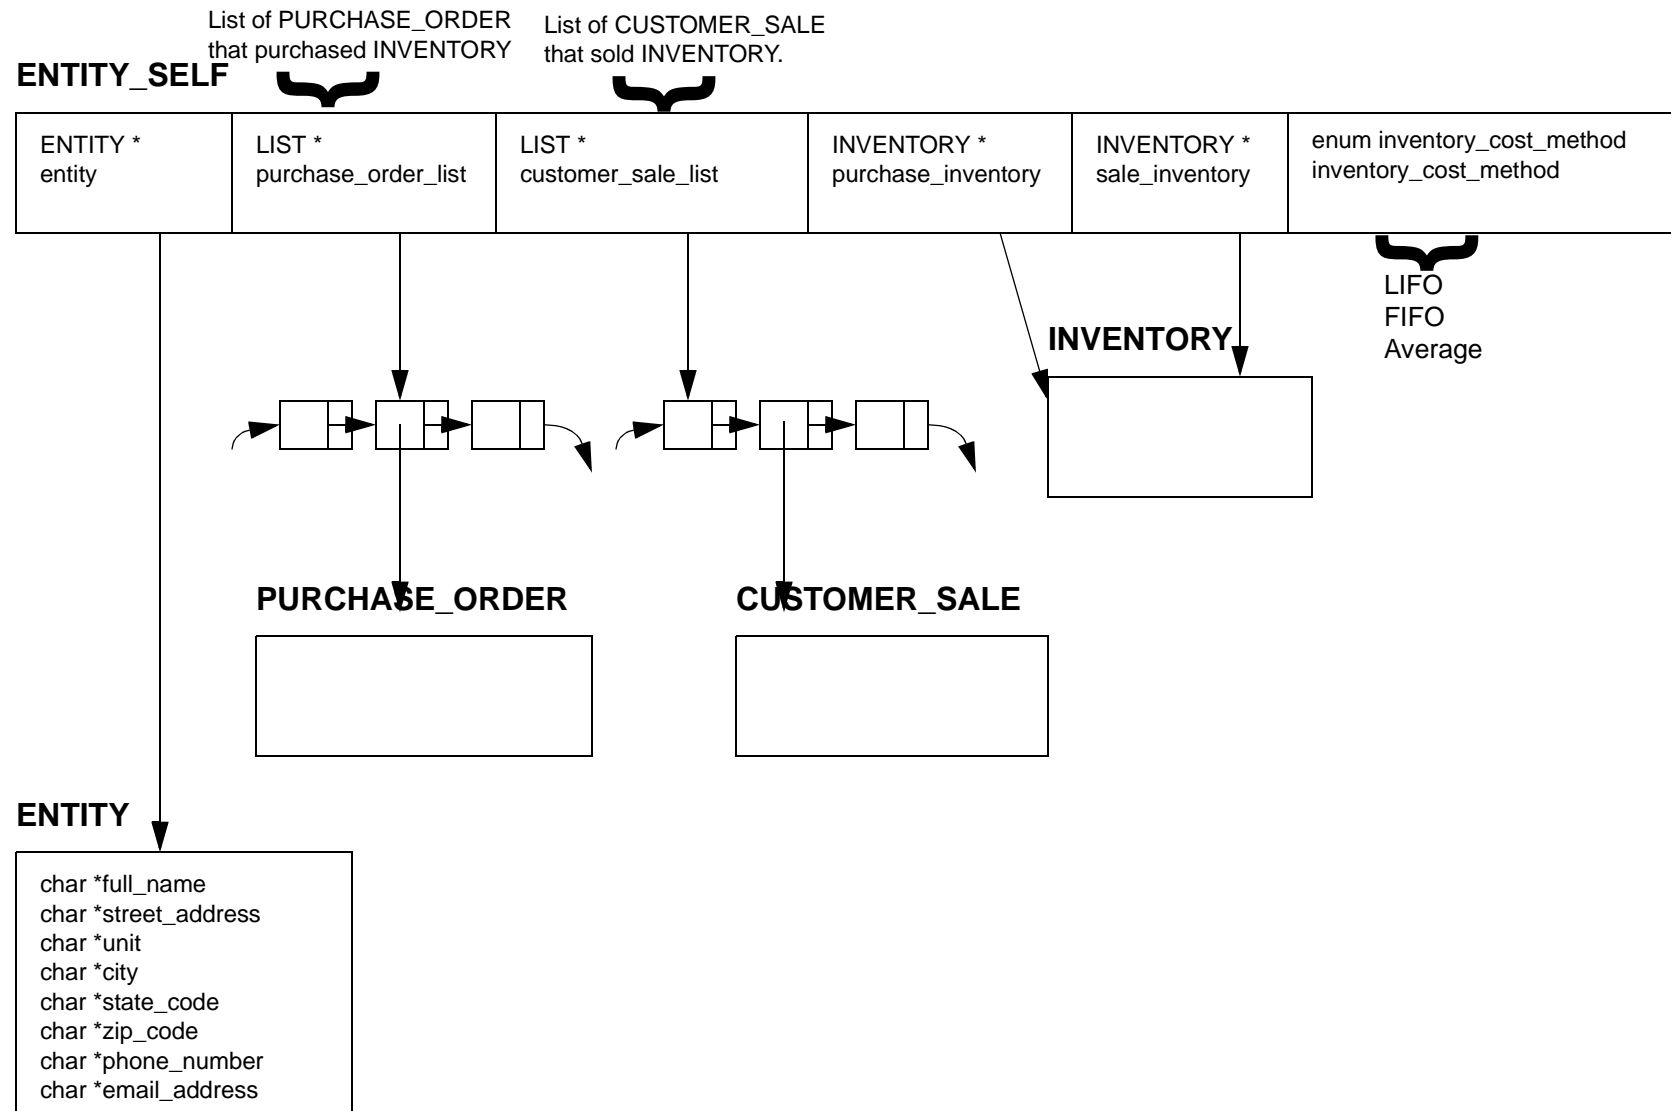 List of PURCHASE_ORDER
that purchased INVENTORY
List of CUSTOMER_SALE
that sold INVENTORY.
ENTITY_SELF
ENTITY *
entity
LIST *
purchase_order_list
LIST *
customer_sale_list
INVENTORY *
purchase_inventory
INVENTORY *
sale_inventory
enum inventory_cost_method
inventory_cost_method
LIFO
FIFO
Average
INVENTORY
PURCHASE_ORDER
CUSTOMER_SALE
ENTITY
char *full_name
char *street_address
char *unit
char *city
char *state_code
char *zip_code
char *phone_number
char *email_address